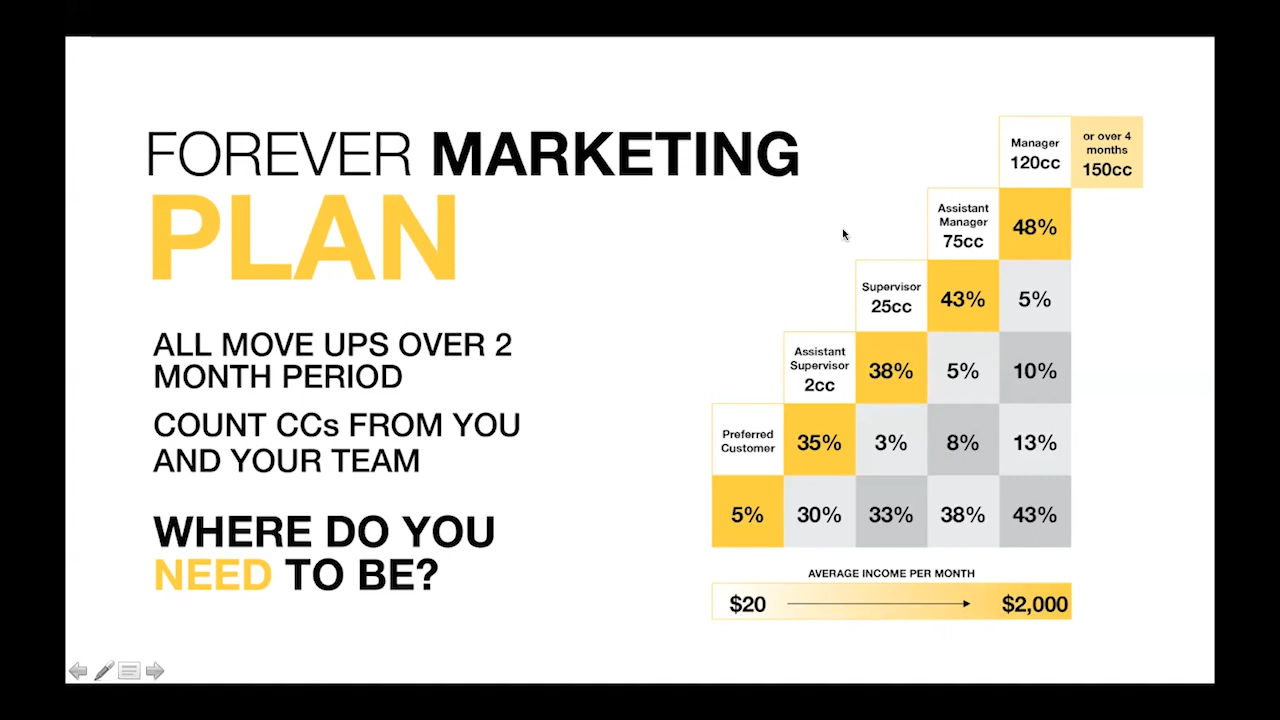 FOREVER MARKETING
PLAN
ALL MOVE UPS OVER 2
MONTH PERIOD
COUNT CCs FROM YOU
AND YOUR TEAM
WHERE DO YOU
NEED TO BE?
Manager
120cc
or over 4
months
150cc
Assistant
Manager
75cc
48%
Supervisor
25cc
43%
5%
Assistant
Supervisor
2cc
38%
5%
10%
Preferred
Customer
35%
3%
8%
13%
5%
30%
33%
38%
43%
AVERAGE INCOME PER MONTH
$20
$2,000